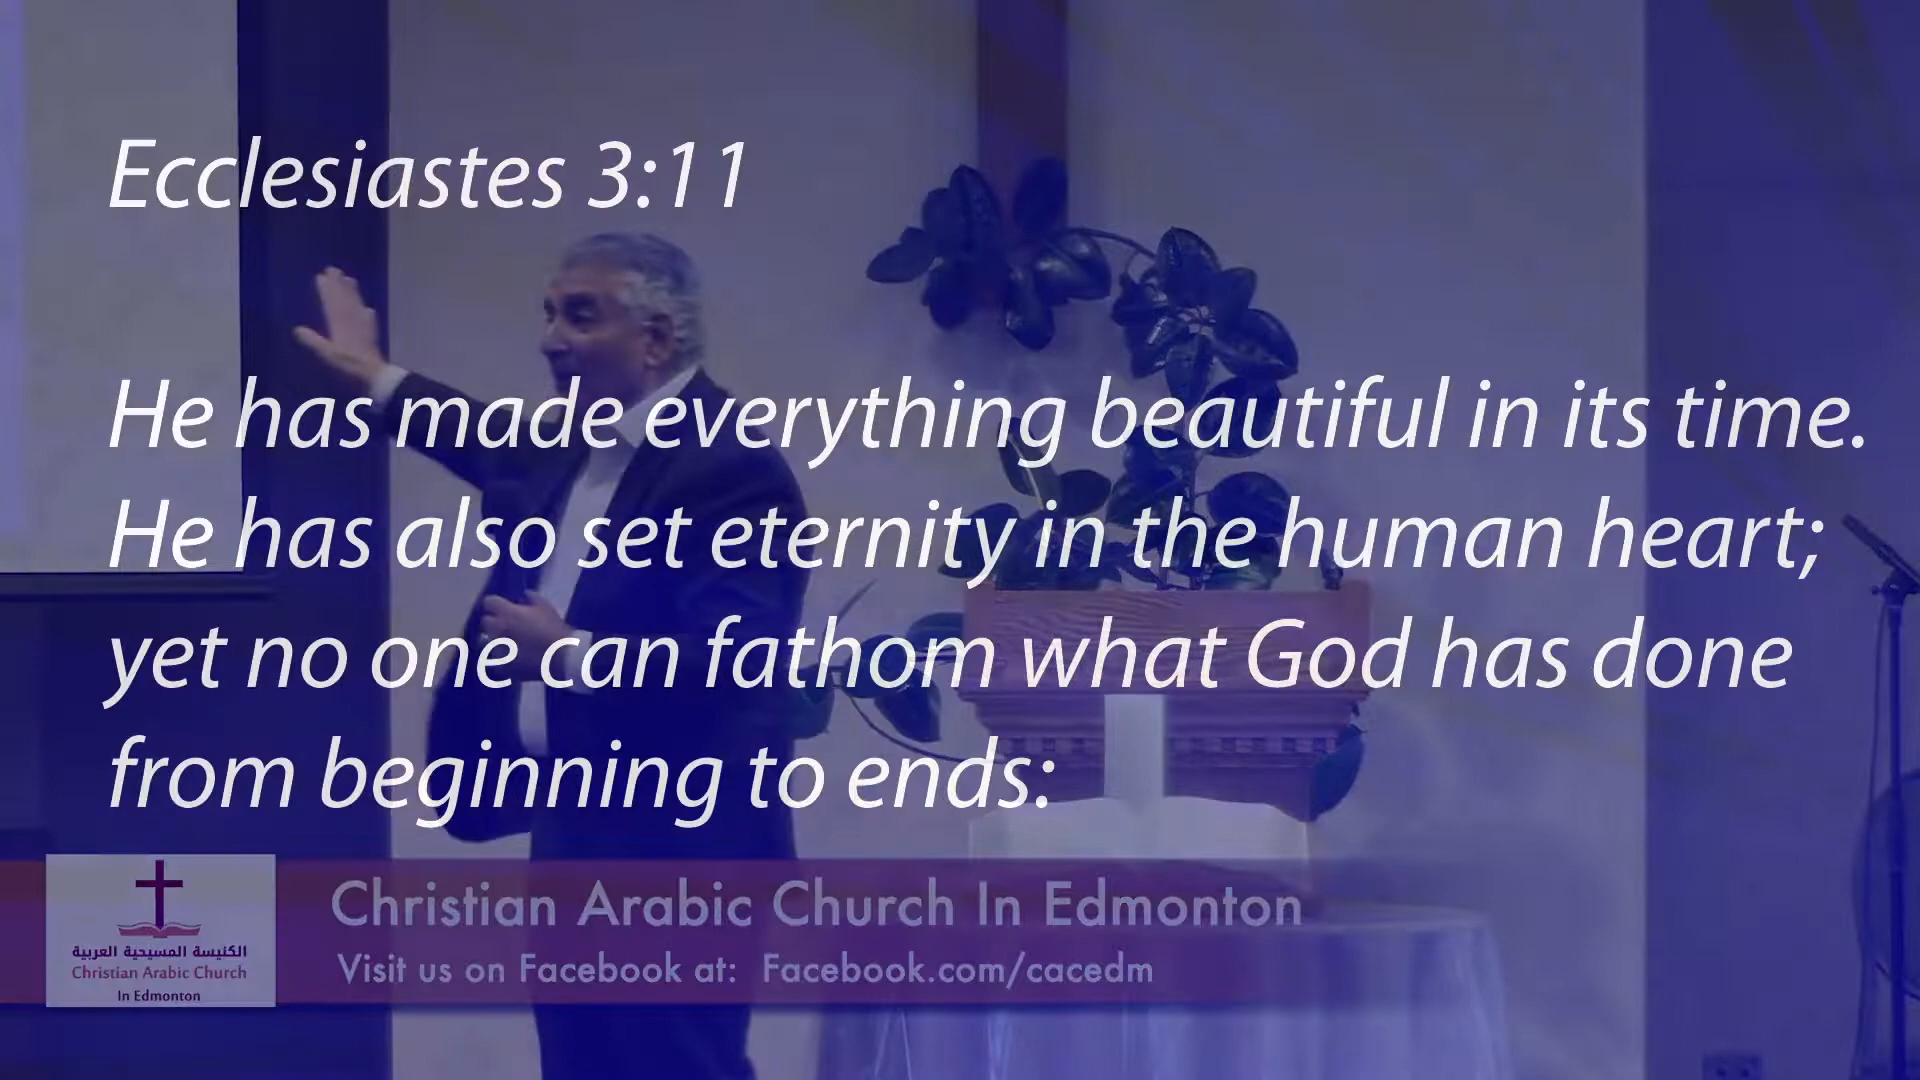 Ecclesiastes 3:11
He has made everything beautiful in its time.
He has also set eternity in the human heart;
yet no one can fathom what God has done
from beginning to ends:
Christian Arabic Church In Edmonton
Visit us on Facebook at: Facebook.com/cacedm
الكنيسة المسيحية العربية
Christian Arabic Church
In Edmonton